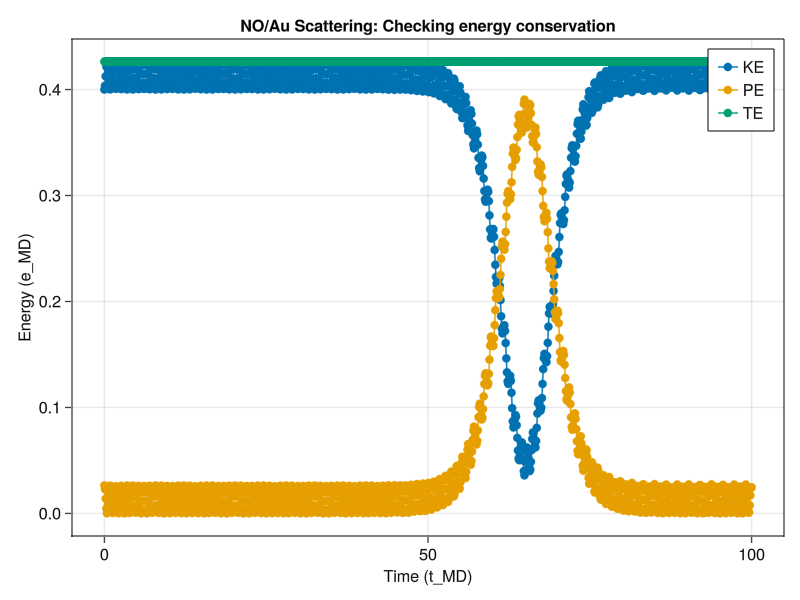 NO/Au Scattering: Checking energy conservation
KE
PE
TE
0.4
0.3
0.2
0.1
0.0
Energy (e_MD)
0
50
100
Time (t_MD)